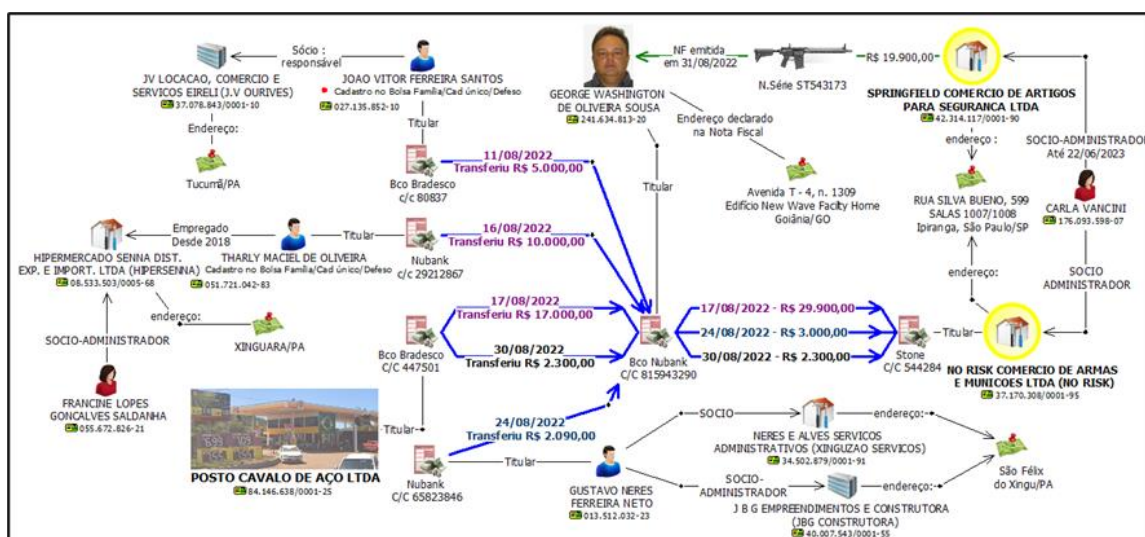 Sócio :
responsável
JV LOCACAO, COMERCIO E
SERVICOS EIRELI (J.V OURIVES)
37.078.843/0001-10
Endereço:
Tucumã/PA
JOAO VITOR FERREIRA SANTOS
Cadastro no Bolsa Família/Cad único/Defeso
027.135.852-10
Titular
Bco Bradesco
c/c 80837
11/08/2022
Transferiu R$ 5.000,00
GEORGE WASHINGTON
DE OLIVEIRA SOUSA
241.634.813-20
NF emitida
em 31/08/2022
N.Série ST543173
R$ 19.900,00
SPRINGFIELD COMERCIO DE ARTIGOS
PARA SEGURANCA LTDA
42.314.117/0001-90
Endereço declarado
na Nota Fiscal
Avenida T - 4, n. 1309
Edifício New Wave Facilty Home
Goiânia/GO
Titular
endereço :
RUA SILVA BUENO, 599
SALAS 1007/1008
Ipiranga, São Paulo/SP
SOCIO-ADMINISTRADOR
Até 22/06/2023
CARLA VANCINI
176.093.598-07
SOCIO
ADMINISTRADOR
HIPERMERCADO SENNA DIST.
EXP. E IMPORT. LTDA (HIPERSENNA)
08.533.503/0005-68
Empregado
Desde 2018
THARLY MACIEL DE OLIVEIRA
Cadastro no Bolsa Família/Cad único/Defeso
051.721.042-83
Titular
Nubank
c/c 29212867
16/08/2022
Transferiu R$ 10.000,00
endereço:
XINGUARA/PA
SOCIO-ADMINISTRADOR
FRANCINE LOPES
GONCALVES SALDANHA
055.672.826-21
17/08/2022
Transferiu R$ 17.000,00
Bco Bradesco
C/C 447501
30/08/2022
Transferiu R$ 2.300,00
Bco Nubank
C/C 815943290
17/08/2022 - R$ 29.900,00
24/08/2022 - R$ 3.000,00
30/08/2022 - R$ 2.300,00
Stone
C/C 544284
Titular
NO RISK COMERCIO DE ARMAS
E MUNICOES LTDA (NO RISK)
37.170.308/0001-95
24/08/2022
Transferiu R$ 2.090,00
Titular
POSTO CAVALO DE AÇO LTDA
84.146.638/0001-25
Nubank
C/C 65823846
Titular
GUSTAVO NERES
FERREIRA NETO
013.512.032-23
SOCIO
NERES E ALVES SERVICOS
ADMINISTRATIVOS (XINGUZAO SERVICOS)
34.502.879/0001-91
endereço:
São Félix
do Xingu/PA
SOCIO-
ADMINISTRADOR
endereço:
J B G EMPREENDIMENTOS E CONSTRUTORA
(JBG CONSTRUTORA)
40.007.543/0001-55